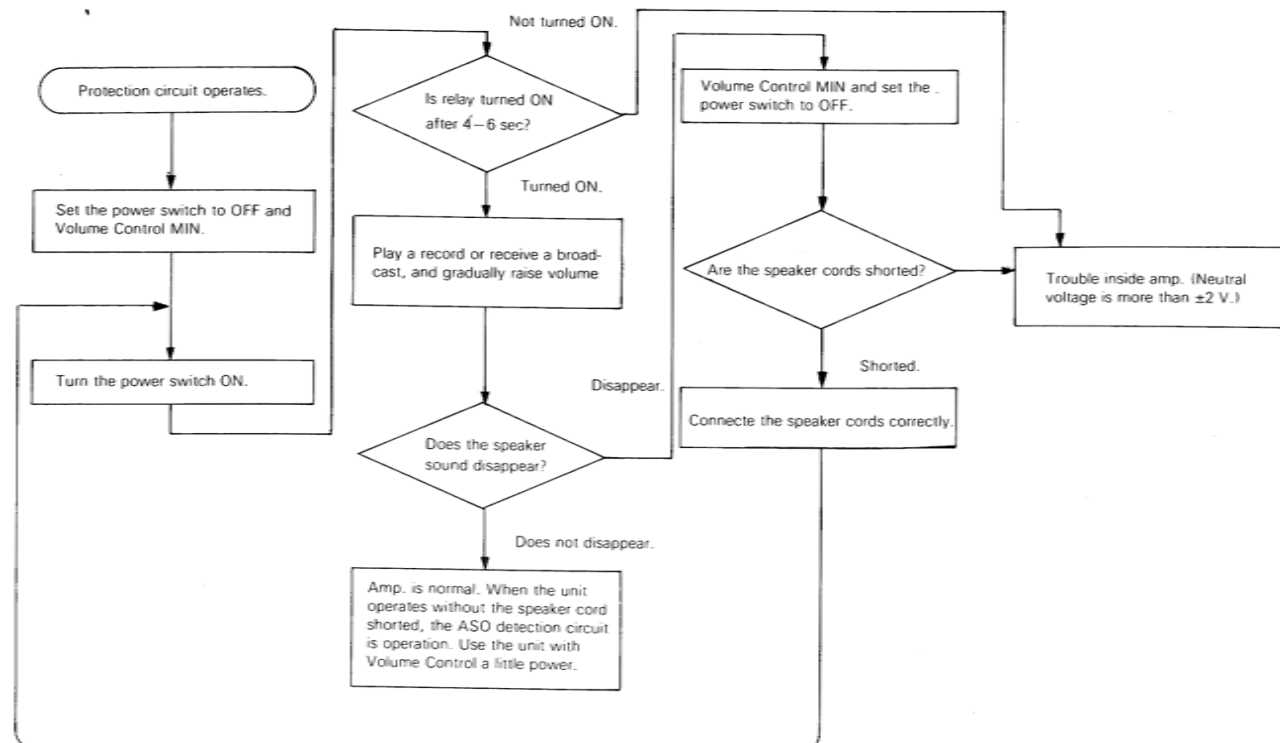 Protection circuit operates.
Set the power switch to OFF and
Volume Control MIN.
Turn the power switch ON.
Not turned ON.
Is relay turned ON
after 4–6 sec?
Turned ON.
Play a record or receive a broad-
cast, and gradually raise volume
Does the speaker
sound disappear?
Disappear.
Does not disappear.
Amp. is normal. When the unit
operates without the speaker cord
shorted, the ASO detection circuit
is operation. Use the unit with
Volume Control a little power.
Volume Control MIN and set the
power switch to OFF.
Are the speaker cords shorted?
Shorted.
Connecte the speaker cords correctly.
Trouble inside amp. (Neutral
voltage is more than ±2 V.)